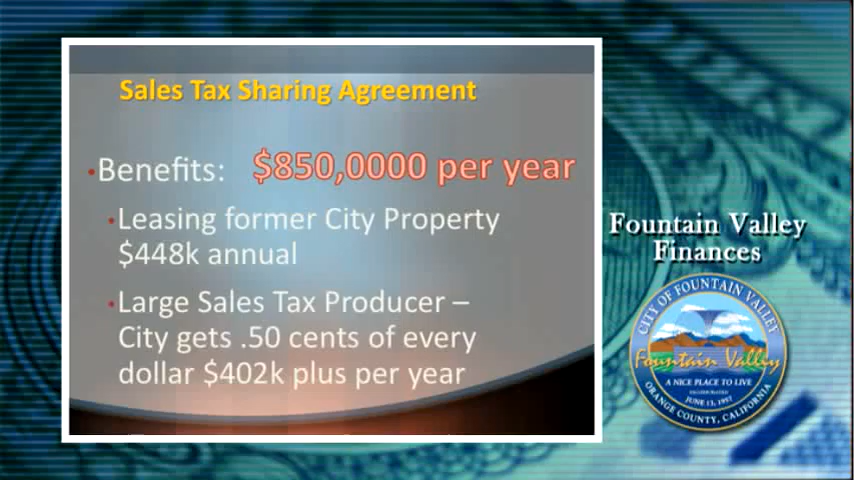 Sales Tax Sharing Agreement
•Benefits: $850,0000 per year
•Leasing former City Property
$448k annual
•Large Sales Tax Producer –
City gets .50 cents of every
dollar $402k plus per year
Fountain Valley
Finances
CITY OF FOUNTAIN VALLEY
Fountain Valley
A NICE PLACE TO LIVE
INCORPORATED
JUNE 13, 1957
ORANGE COUNTY, CALIFORNIA